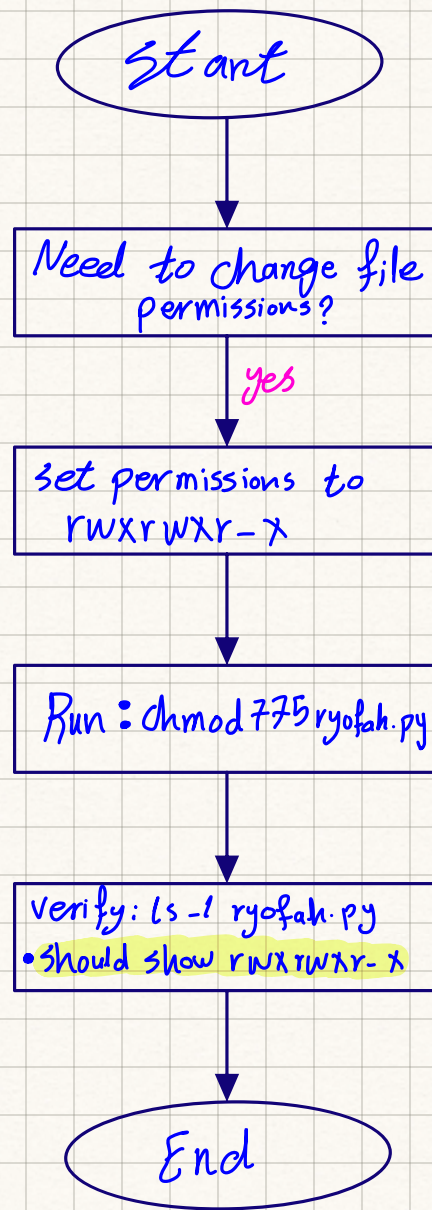 Start
Need to change file
permissions?
yes
set permissions to
rwxrwxr-x
Run: chmod 775 ryofah.py
verify: ls -l ryofah.py
• should show rwxrwxr-x
End